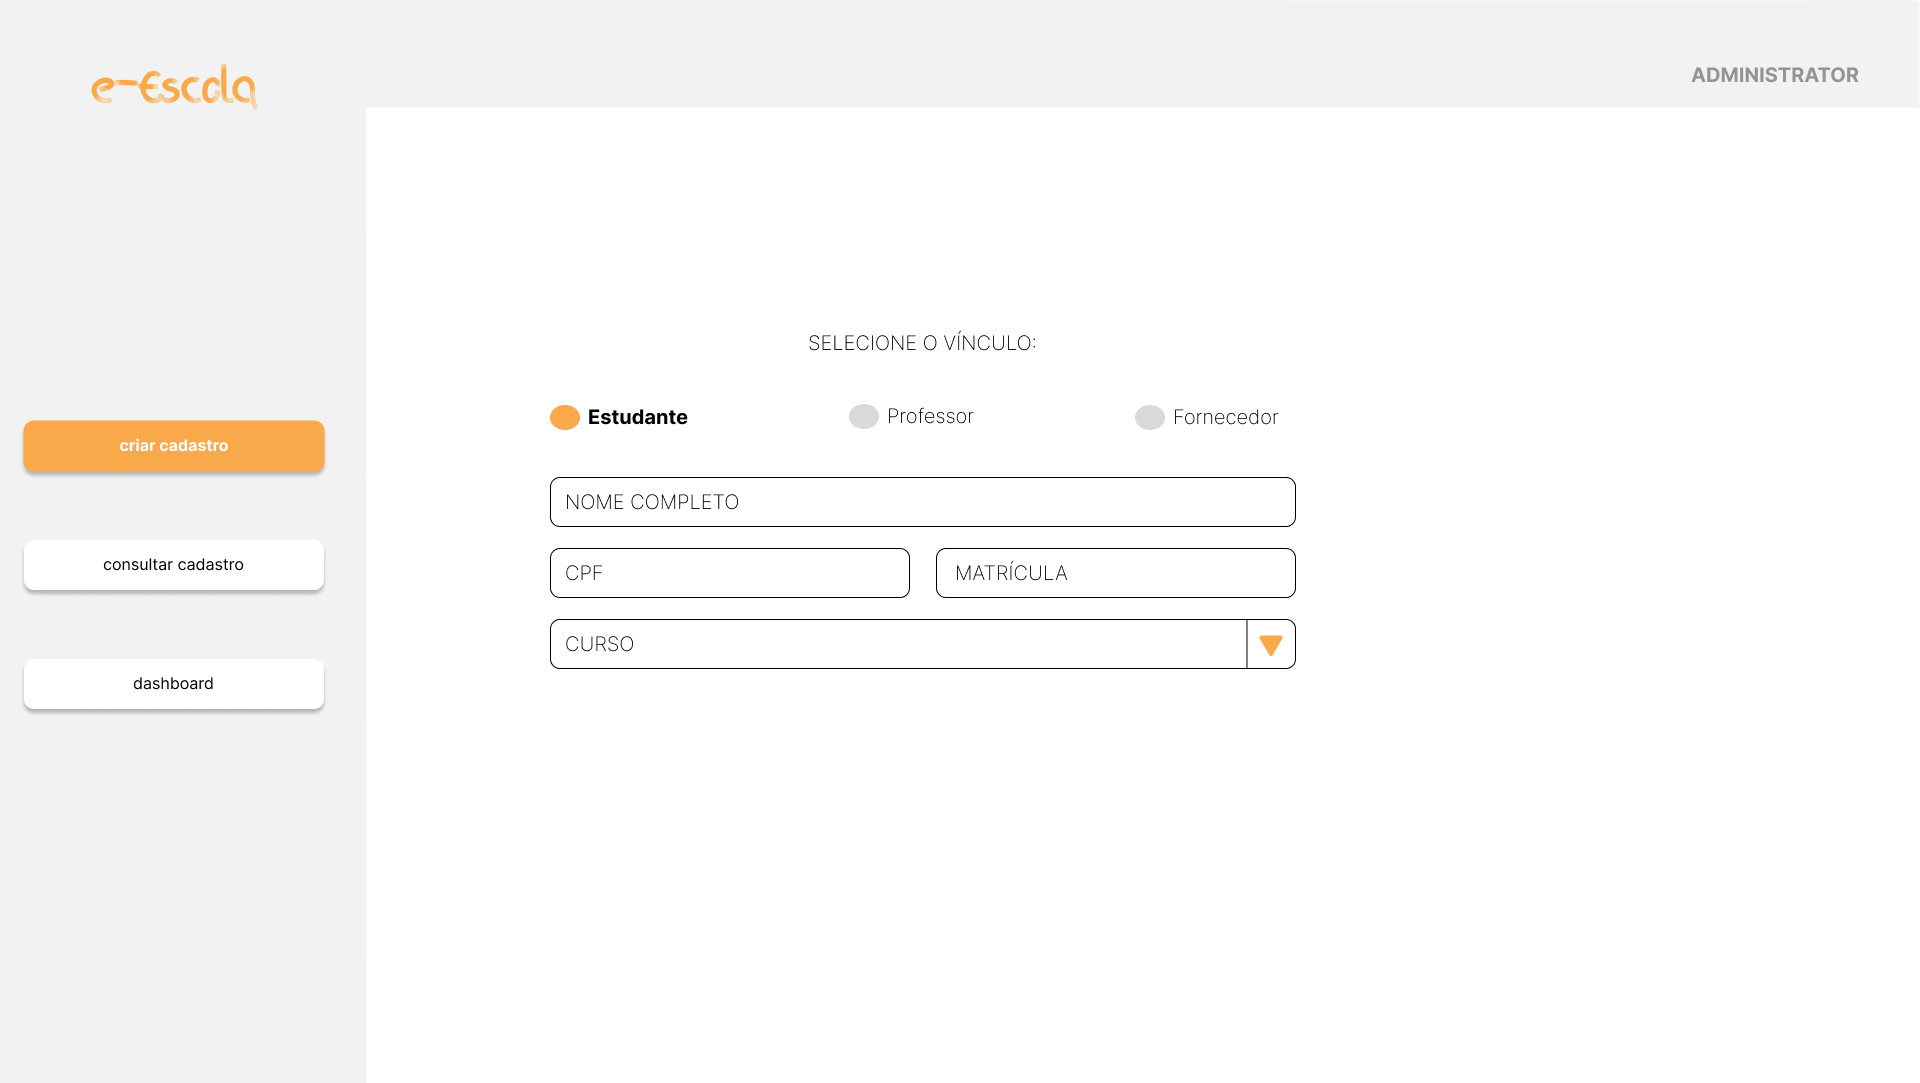 e-Escola
ADMINISTRATOR
SELECIONE O VÍNCULO:
Estudante
Professor
Fornecedor
criar cadastro
NOME COMPLETO
consultar cadastro
CPF
MATRÍCULA
CURSO
dashboard